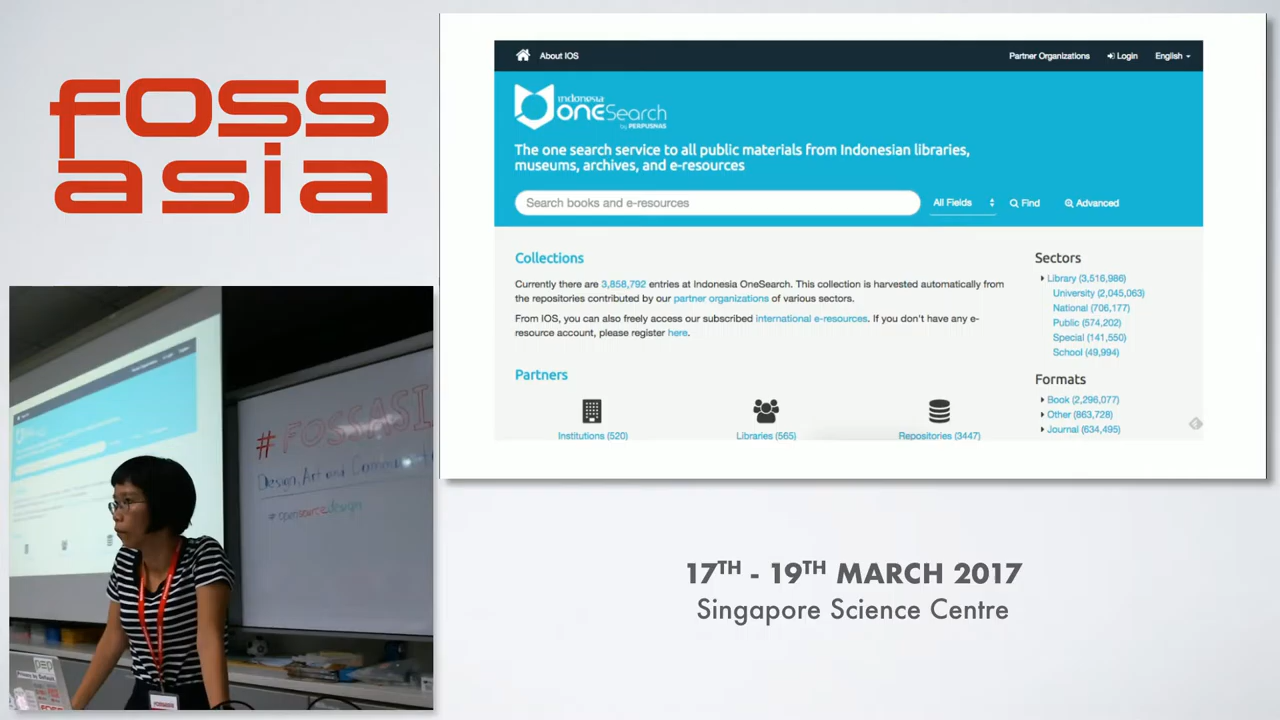 foss
asia
About IOS
Partner Organizations
Login
English
Indonesia
oneSearch
by PERPUSNAS
The one search service to all public materials from Indonesian libraries,
museums, archives, and e-resources
Search books and e-resources
All Fields
Find
Advanced
Collections
Currently there are 3,858,792 entries at Indonesia OneSearch. This collection is harvested automatically from
the repositories contributed by our partner organizations of various sectors.
From IOS, you can also freely access our subscribed international e-resources. If you don't have any e-
resource account, please register here.
Partners
Institutions (520)
Libraries (565)
Repositories (3447)
Sectors
Library (3,516,986)
University (2,045,063)
National (706,177)
Public (574,202)
Special (141,550)
School (49,994)
Formats
Book (2,296,077)
Other (863,728)
Journal (634,495)
# FOSSASI
Design, Art and
#opensourcedesign
17TH - 19TH MARCH 2017
Singapore Science Centre